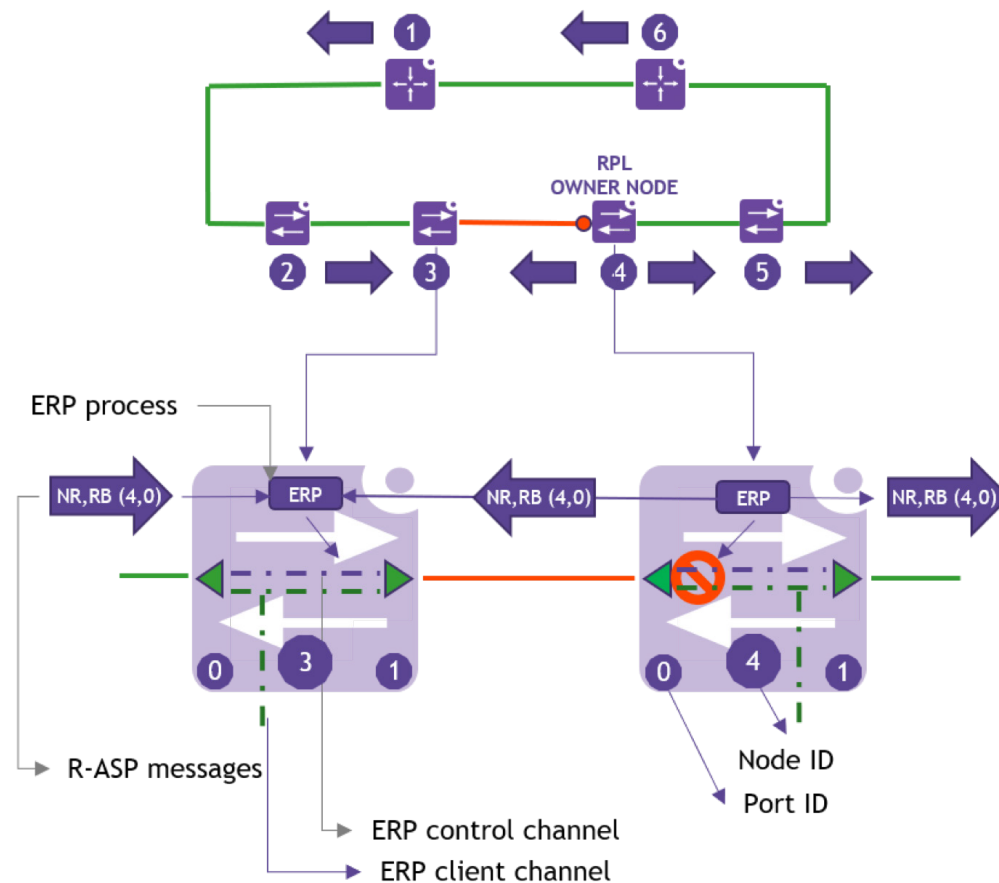 1
6
RPL
OWNER NODE
2
3
4
5
ERP process
NR,RB (4,0)
ERP
NR,RB (4,0)
ERP
NR,RB (4,0)
0
3
1
0
4
1
R-ASP messages
Node ID
Port ID
ERP control channel
ERP client channel